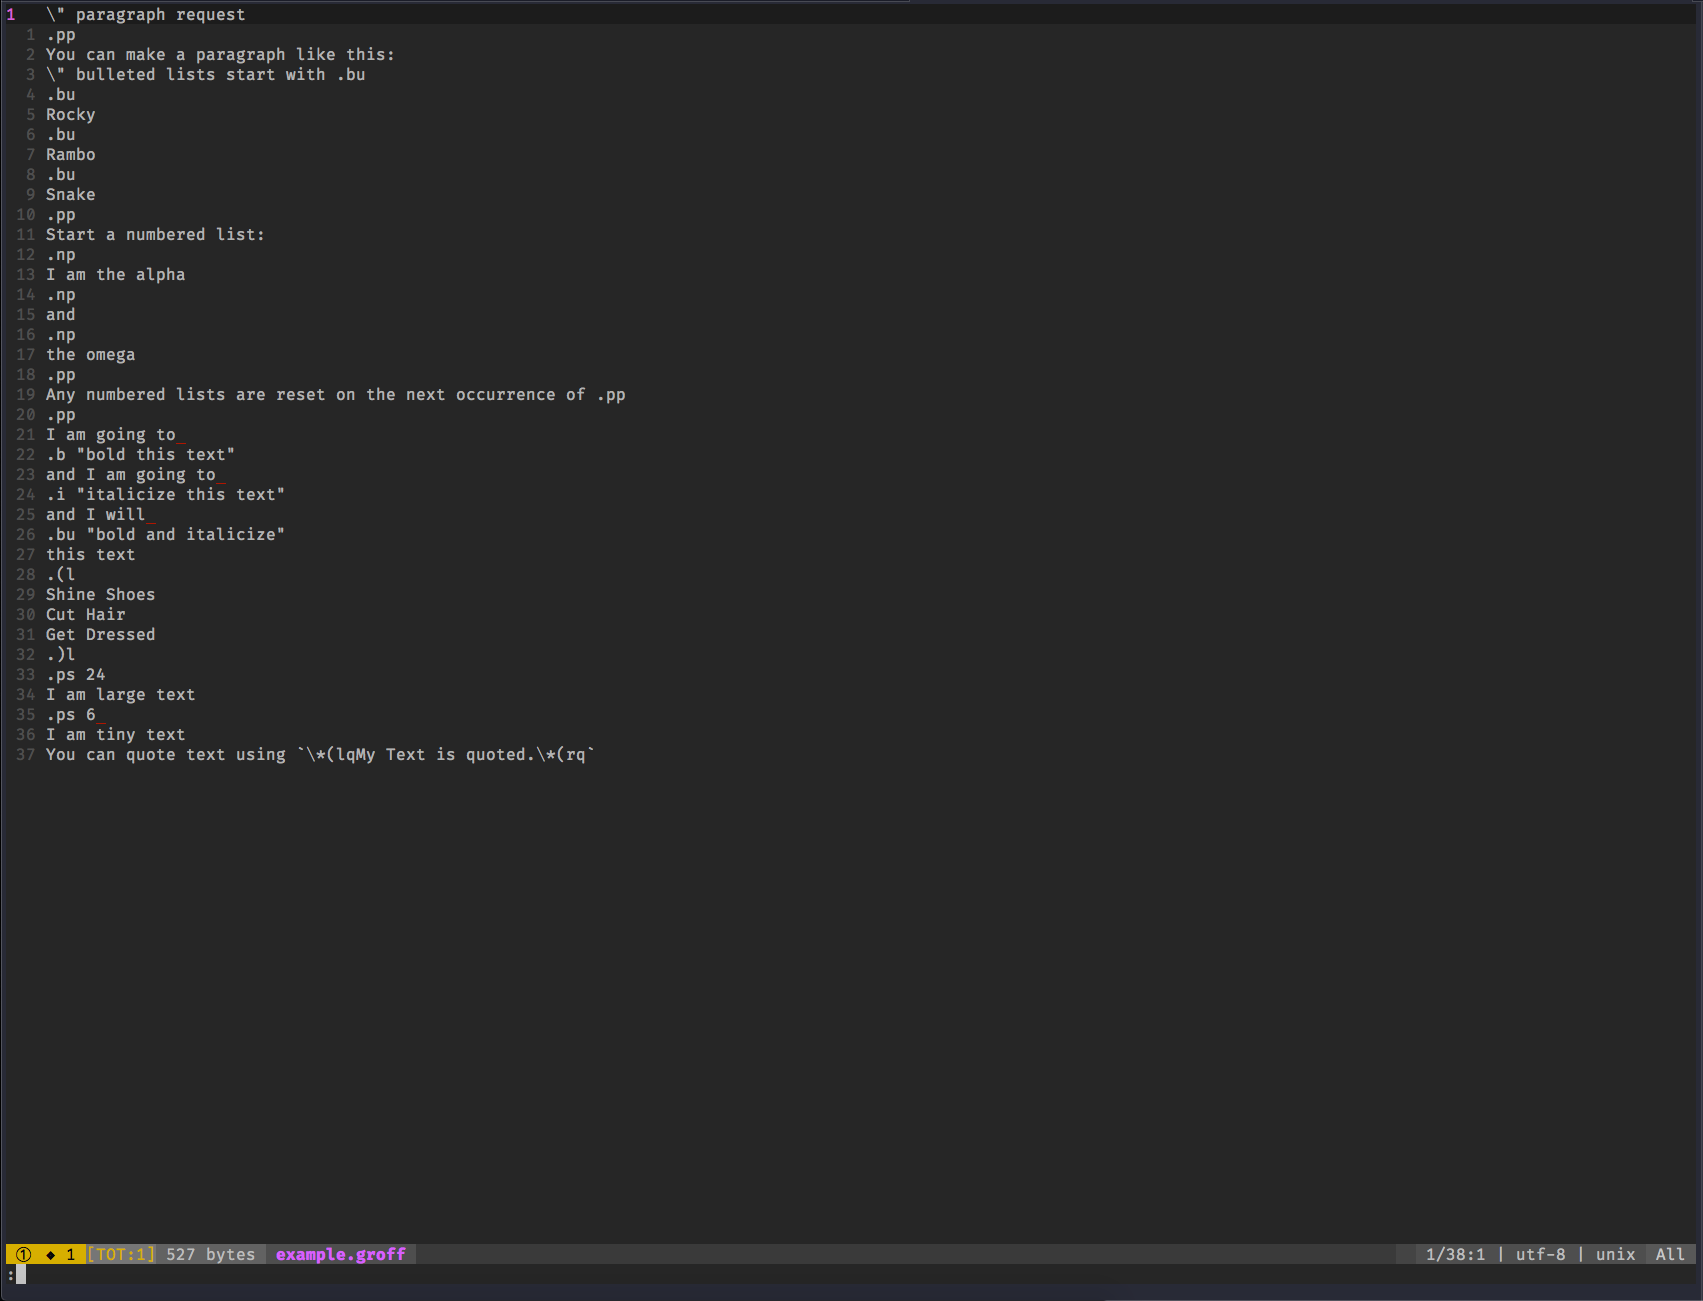 1 \" paragraph request
1 .pp
2 You can make a paragraph like this:
3 \" bulleted lists start with .bu
4 .bu
5 Rocky
6 .bu
7 Rambo
8 .bu
9 Snake
10 .pp
11 Start a numbered list:
12 .np
13 I am the alpha
14 .np
15 and
16 .np
17 the omega
18 .pp
19 Any numbered lists are reset on the next occurrence of .pp
20 .pp
21 I am going to_
22 .b "bold this text"
23 and I am going to_
24 .i "italicize this text"
25 and I will_
26 .bu "bold and italicize"
27 this text
28 .(l
29 Shine Shoes
30 Cut Hair
31 Get Dressed
32 .)l
33 .ps 24
34 I am large text
35 .ps 6_
36 I am tiny text
37 You can quote text using `\*(lqMy Text is quoted.\*(rq`
① ◆ 1 [TOT:1] 527 bytes example.groff 1/38:1 | utf-8 | unix All
: